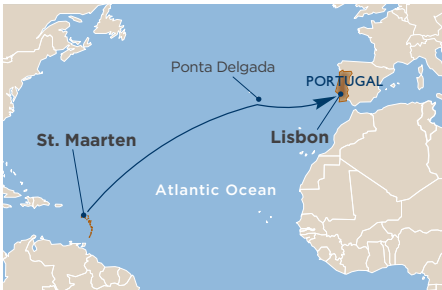 Ponta Delgada
PORTUGAL
St. Maarten
Lisbon
Atlantic Ocean